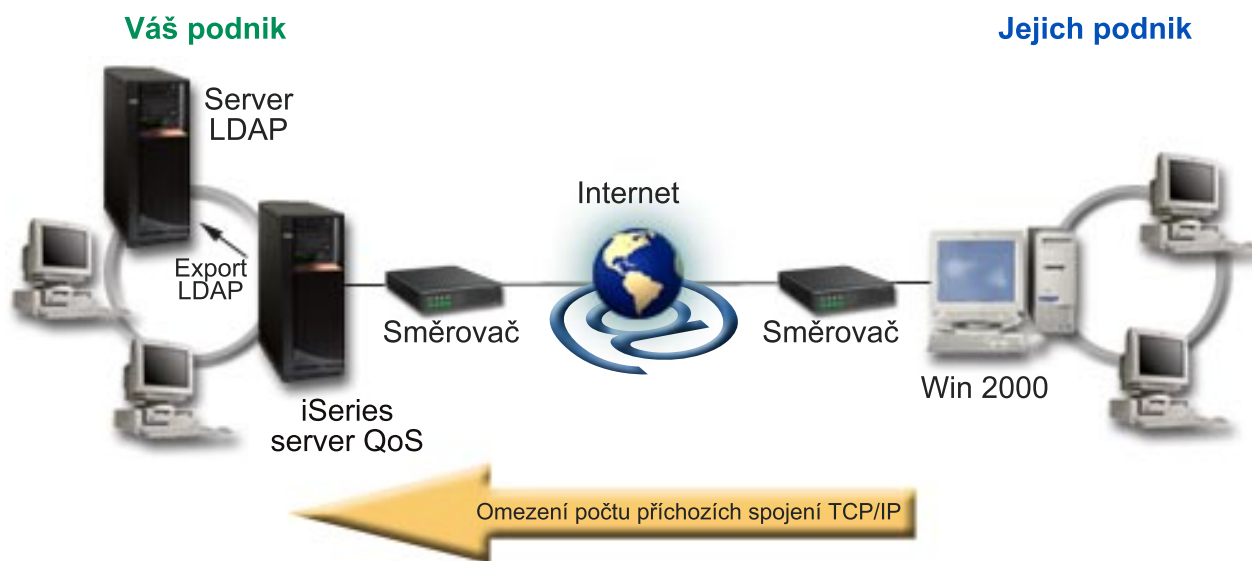 Váš podnik
Jejich podnik
Server
LDAP
Export
LDAP
iSeries
server QoS
Směrovač
Internet
Směrovač
Win 2000
Omezení počtu příchozích spojení TCP/IP